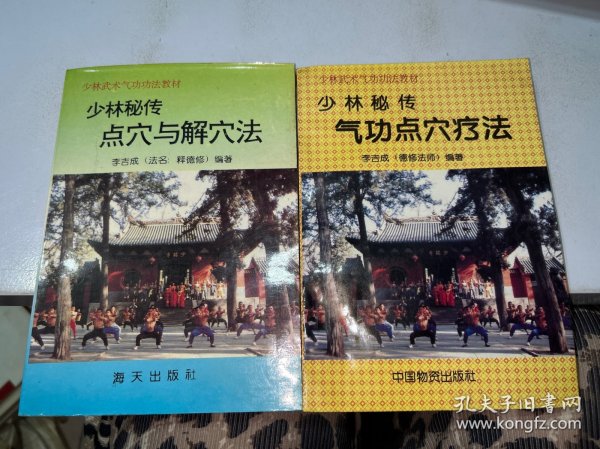 少林武术气功功法教材
少林秘传
点穴与解穴法
李吉成（法名：释德修）编著
海天出版社
少林武术气功功法教材
少林秘传
气功点穴疗法
李吉成（德修法师）编著
中国物资出版社
孔夫子旧书网
www.kongfz.com